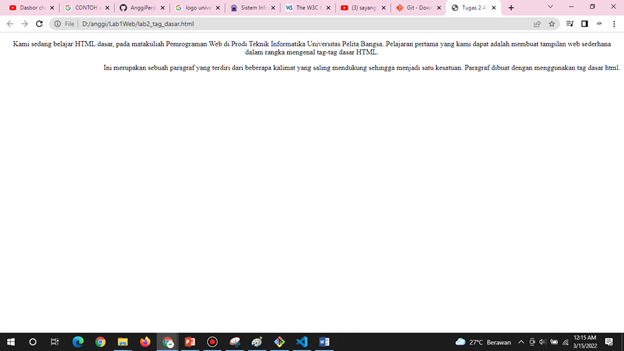 Dasbor ch
CONTOH
AnggiPers
logo unive
Sistem Inf
The W3C M
(3) sayang
Git - Dow
Tugas 2 A
File
D:/anggi/Lab1Web/lab2_tag_dasar.html
Kami sedang belajar HTML dasar, pada matakuliah Pemrograman Web di Prodi Teknik Informatika Universitas Pelita Bangsa. Pelajaran pertama yang kami dapat adalah membuat tampilan web sederhana
dalam rangka mengenal tag-tag dasar HTML.
Ini merupakan sebuah paragraf yang terdiri dari beberapa kalimat yang saling mendukung sehingga menjadi satu kesatuan. Paragraf dibuat dengan menggunakan tag dasar html.
27°C Berawan
12:15 AM
3/15/2022